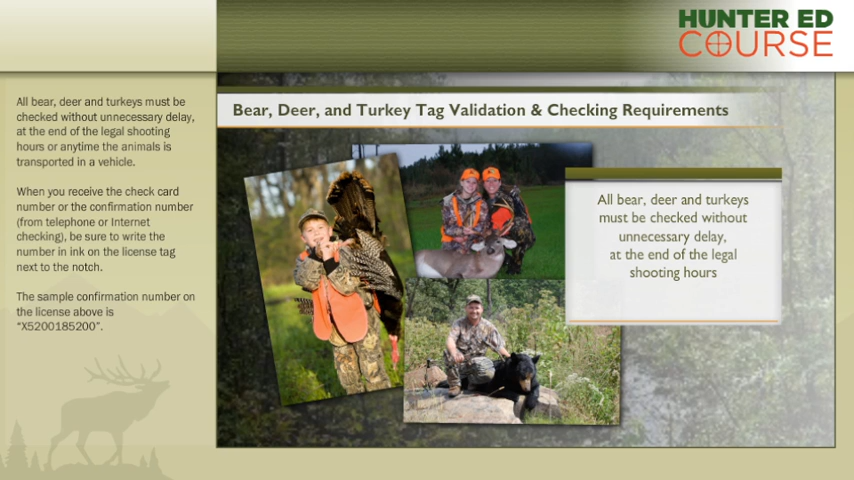 HUNTER ED
COURSE
All bear, deer and turkeys must be
checked without unnecessary delay,
at the end of the legal shooting
hours or anytime the animals is
transported in a vehicle.
When you receive the check card
number or the confirmation number
(from telephone or Internet
checking), be sure to write the
number in ink on the license tag
next to the notch.
The sample confirmation number on
the license above is
“X5200185200”.
Bear, Deer, and Turkey Tag Validation & Checking Requirements
All bear, deer and turkeys
must be checked without
unnecessary delay,
at the end of the legal
shooting hours